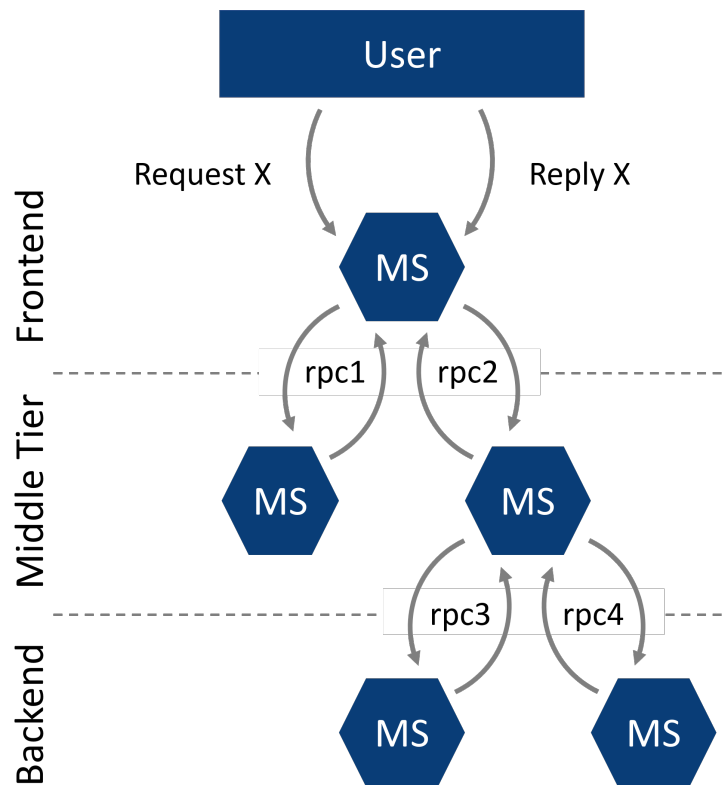 User
Request X
Reply X
Frontend
MS
rpc1
rpc2
Middle Tier
MS
MS
rpc3
rpc4
Backend
MS
MS